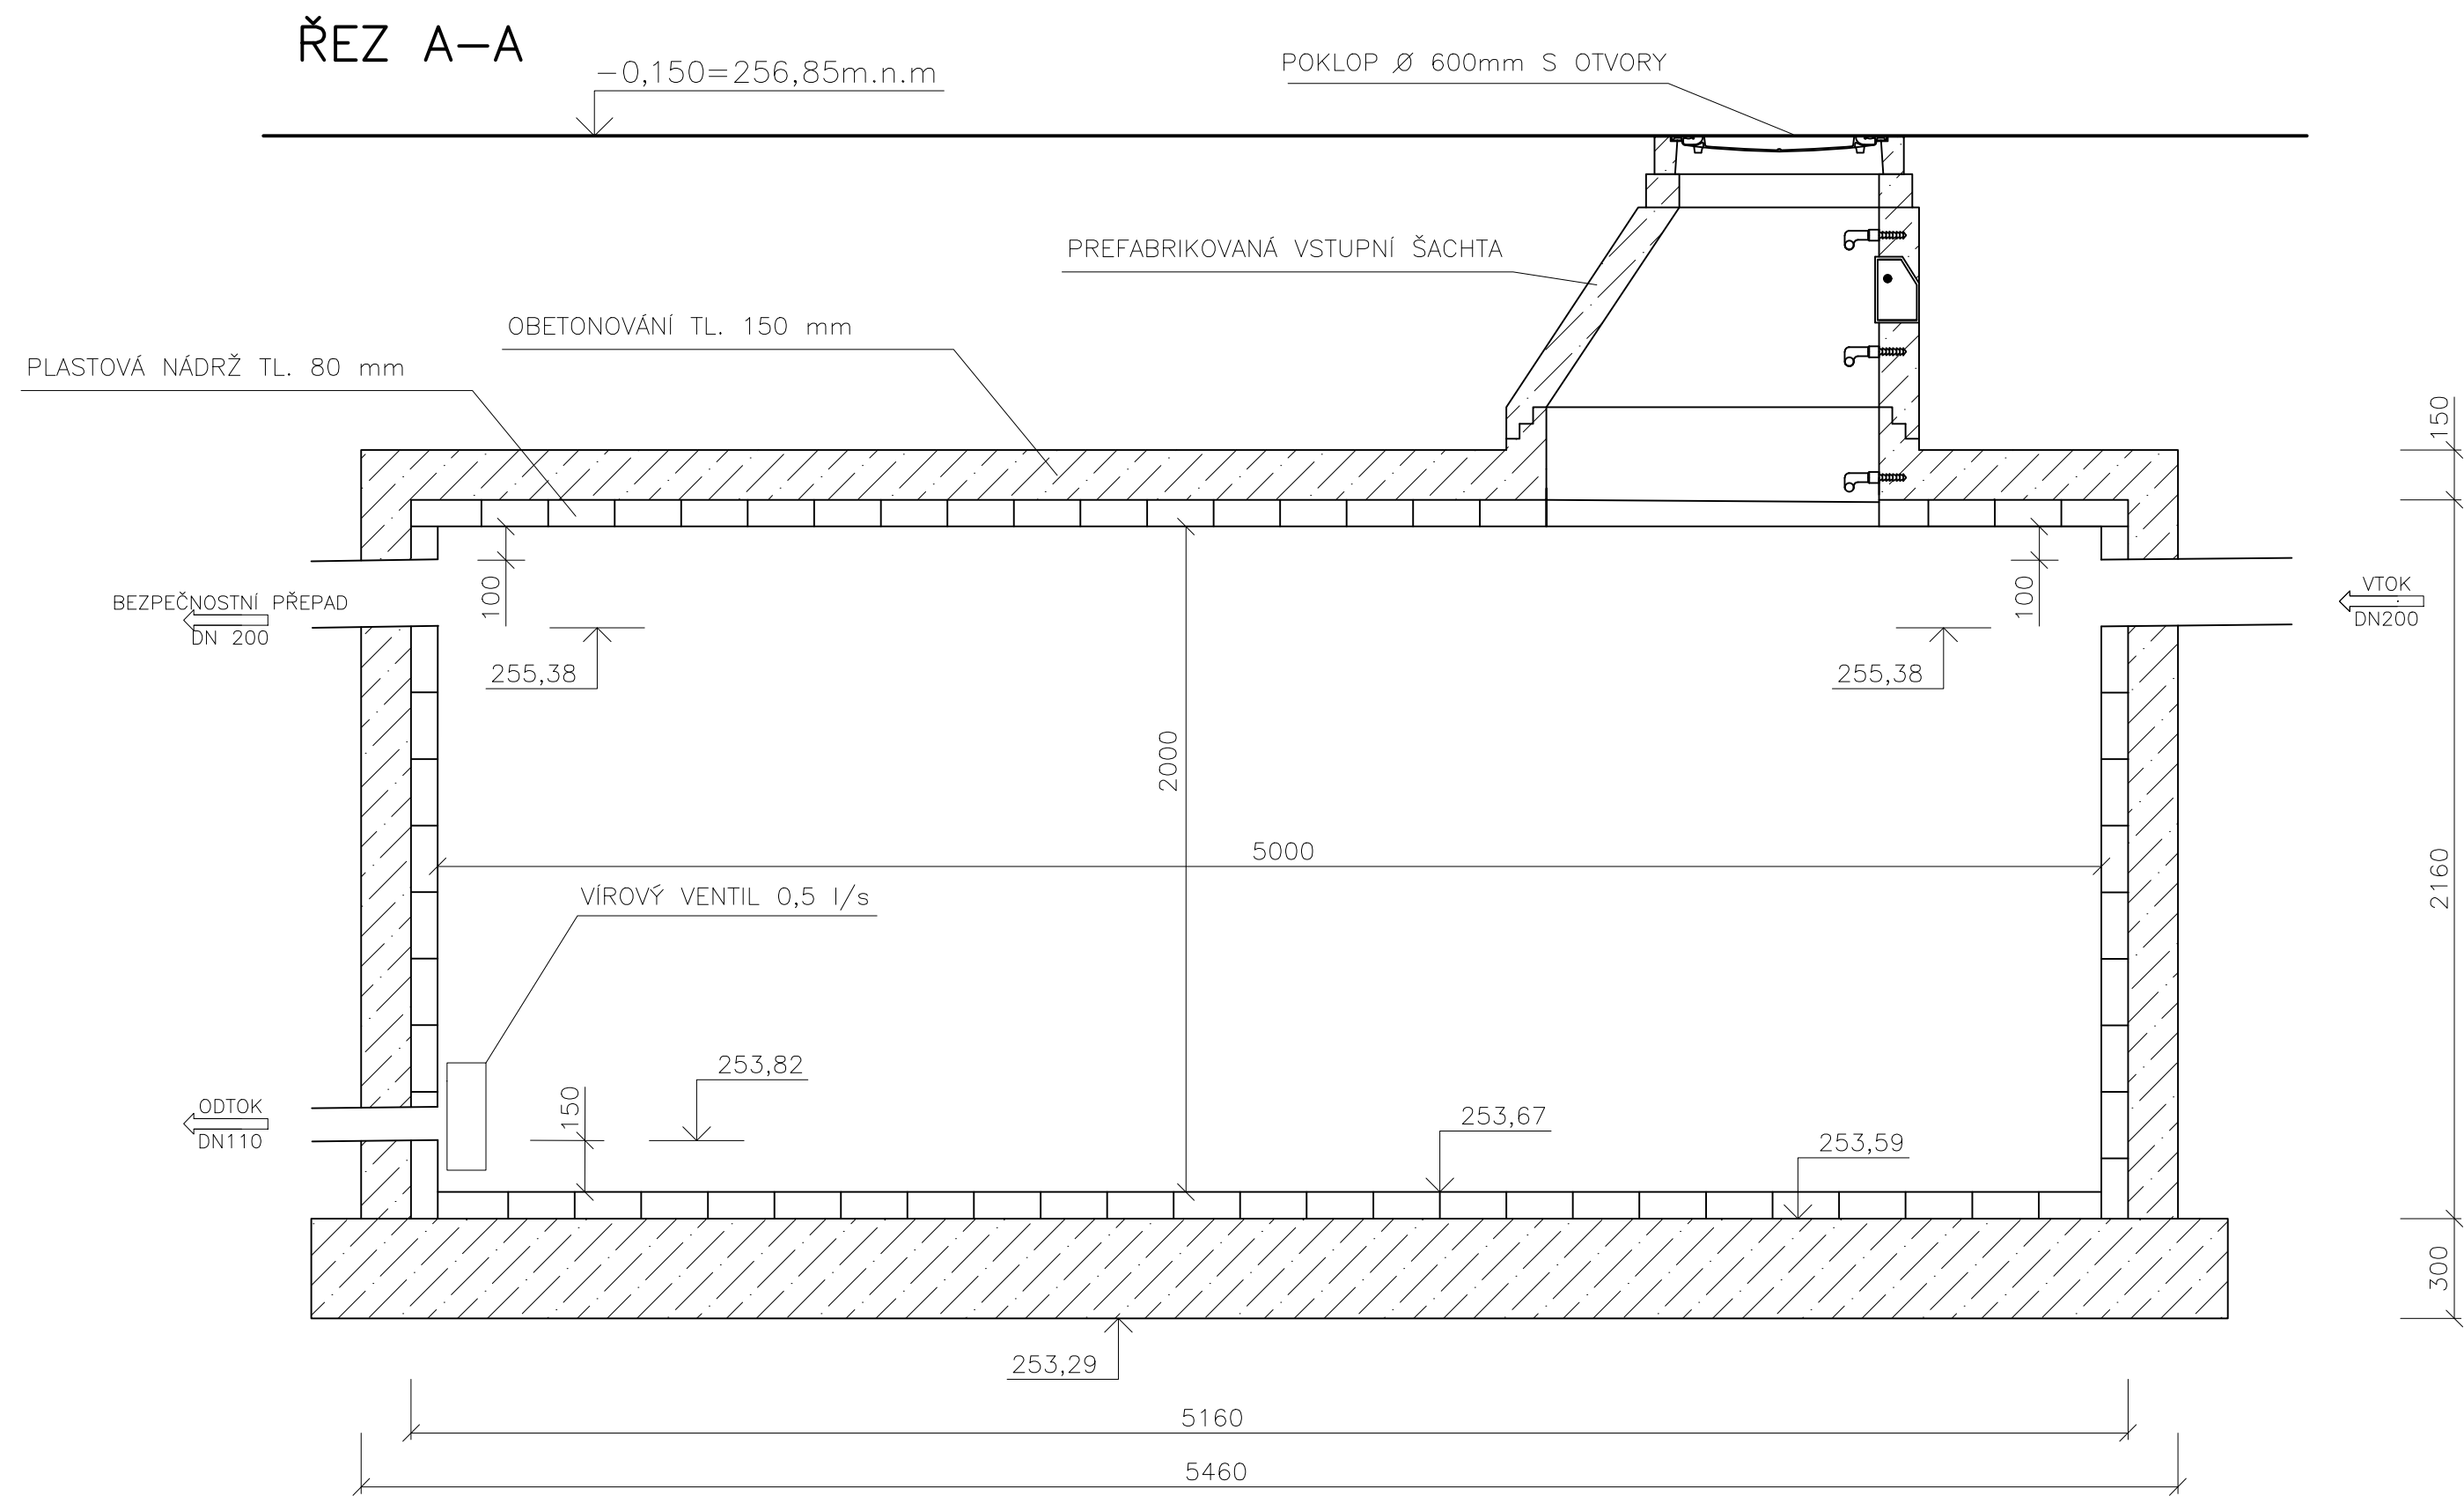 ŘEZ A-A
-0,150=256,85m.n.m
POKLOP Ø 600mm S OTVORY
PREFABRIKOVANÁ VSTUPNÍ ŠACHTA
OBETONOVÁNÍ TL. 150 mm
PLASTOVÁ NÁDRŽ TL. 80 mm
150
BEZPEČNOSTNÍ PŘEPAD
DN 200
100
100
VTOK
DN200
255,38
255,38
2000
5000
2160
VÍROVÝ VENTIL 0,5 l/s
253,82
150
ODTOK
DN110
253,67
253,59
300
253,29
5160
5460